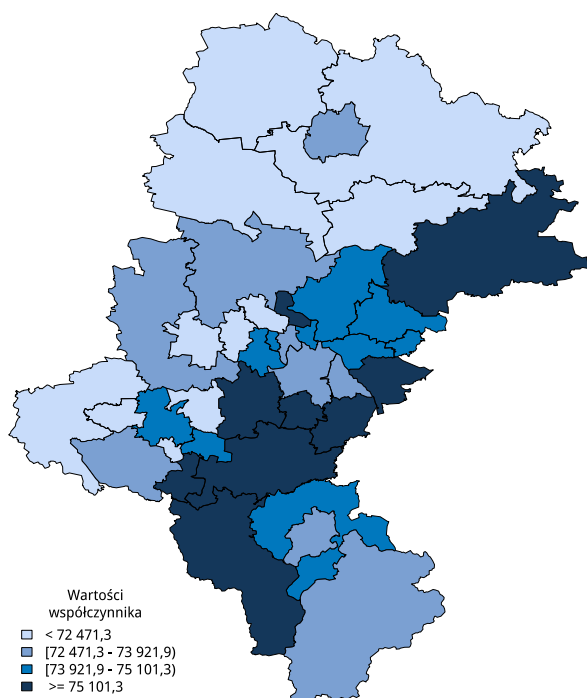 Wartości
współczynnika
< 72 471,3
[72 471,3 - 73 921,9)
[73 921,9 - 75 101,3)
>= 75 101,3